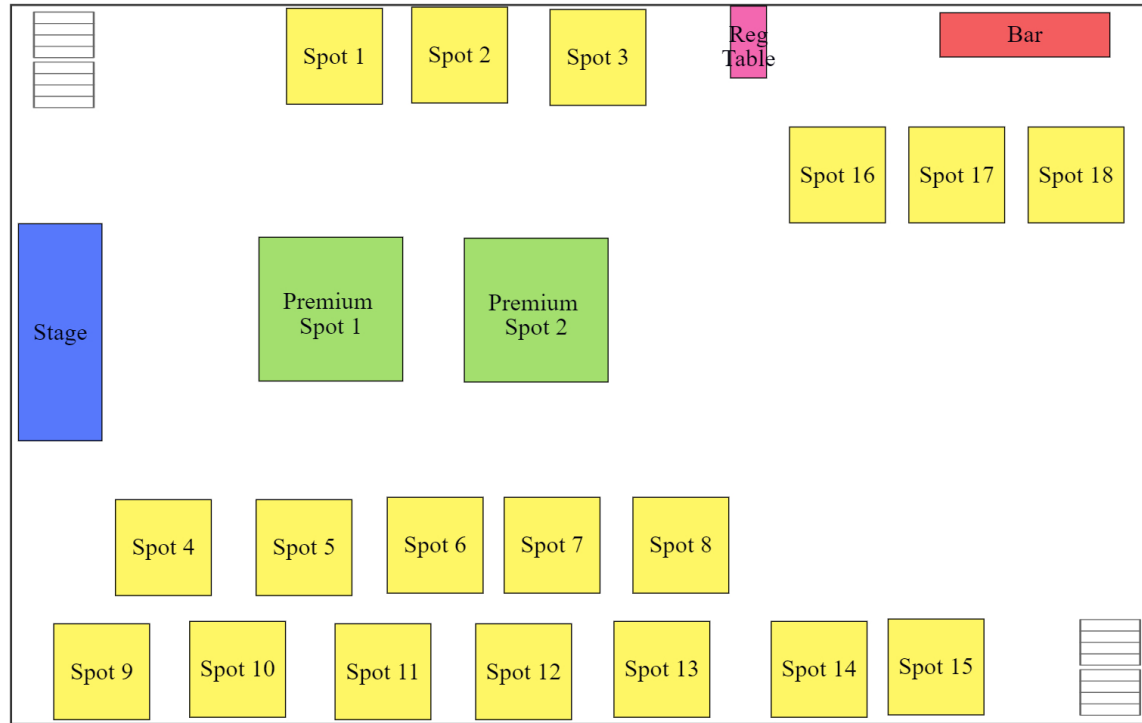 Spot 1
Spot 2
Spot 3
Reg
Table
Bar
Spot 16
Spot 17
Spot 18
Stage
Premium
Spot 1
Premium
Spot 2
Spot 4
Spot 5
Spot 6
Spot 7
Spot 8
Spot 9
Spot 10
Spot 11
Spot 12
Spot 13
Spot 14
Spot 15